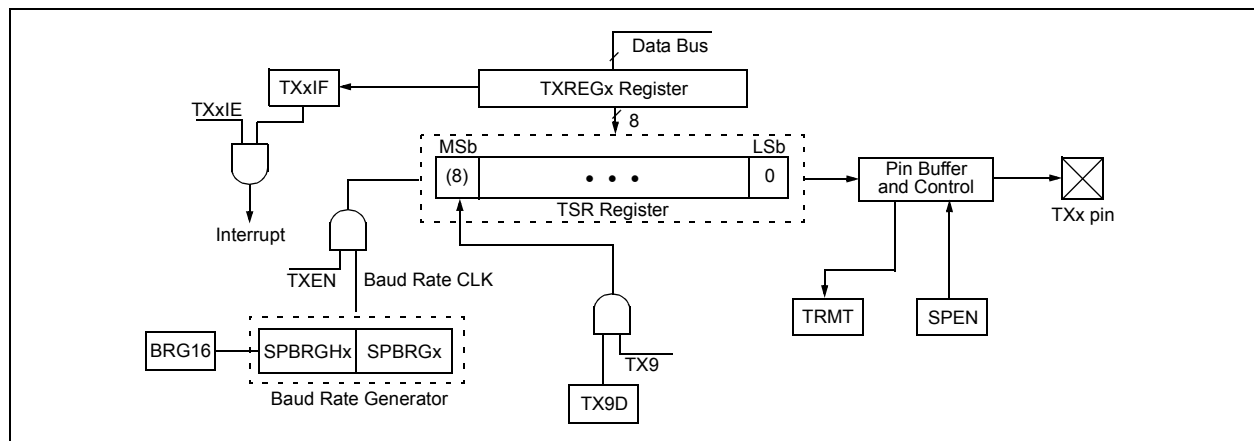 Data Bus
TXxIF
TXREGx Register
TXxIE
8
MSb
LSb
(8)
• • •
0
Pin Buffer
and Control
TSR Register
TXx pin
Interrupt
TXEN
Baud Rate CLK
TRMT
SPEN
BRG16
SPBRGHx
SPBRGx
TX9
Baud Rate Generator
TX9D